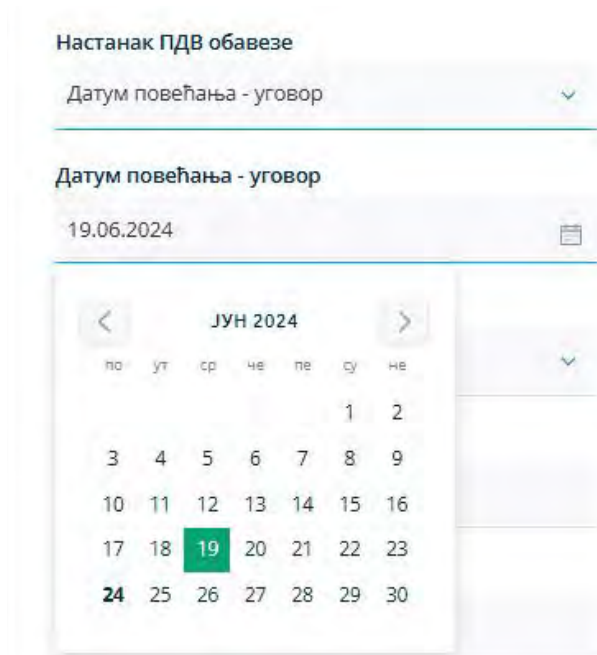 Настанак ПДВ обавезе
Датум повећања - уговор
Датум повећања - уговор
19.06.2024
ЈУН 2024
по ут ср че пе су не
1 2
3 4 5 6 7 8 9
10 11 12 13 14 15 16
17 18 19 20 21 22 23
24 25 26 27 28 29 30